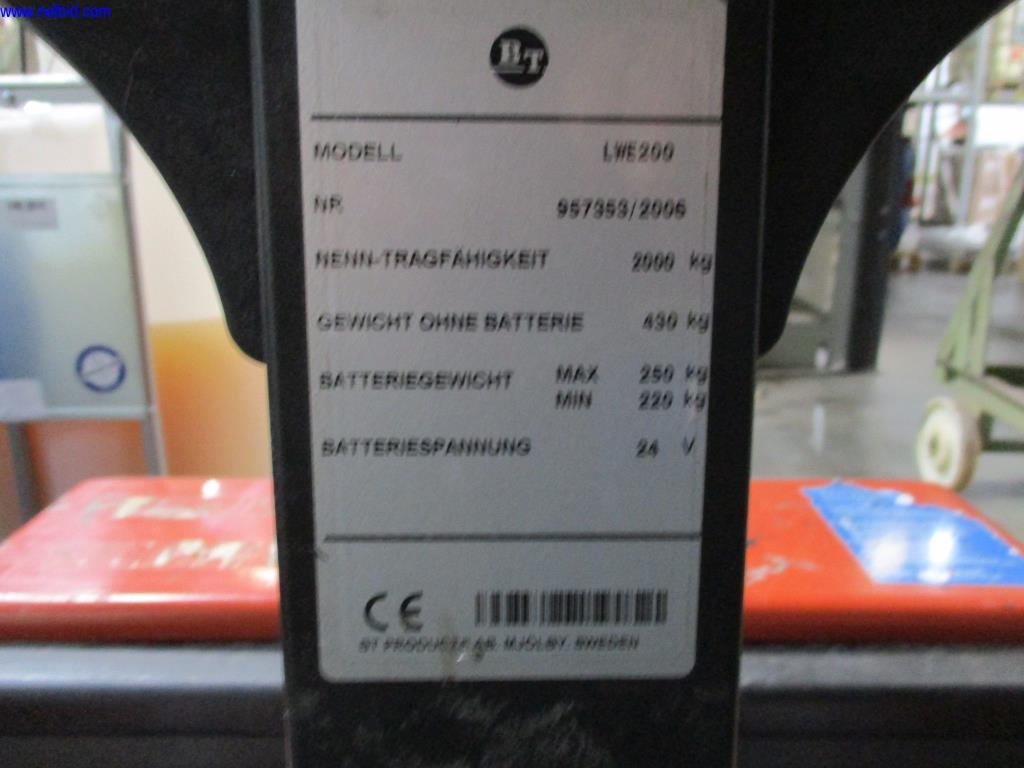 www.netbid.com
BT
MODELL LWE200
NR 957353/2006
NENN-TRAGFÄHIGKEIT 2000 kg
GEWICHT OHNE BATTERIE 430 kg
BATTERIEGEWICHT MAX 250 kg
MIN 220 kg
BATTERIESPANNUNG 24 V
CE
BT PRODUCTS AB. MJÖLBY. SWEDEN